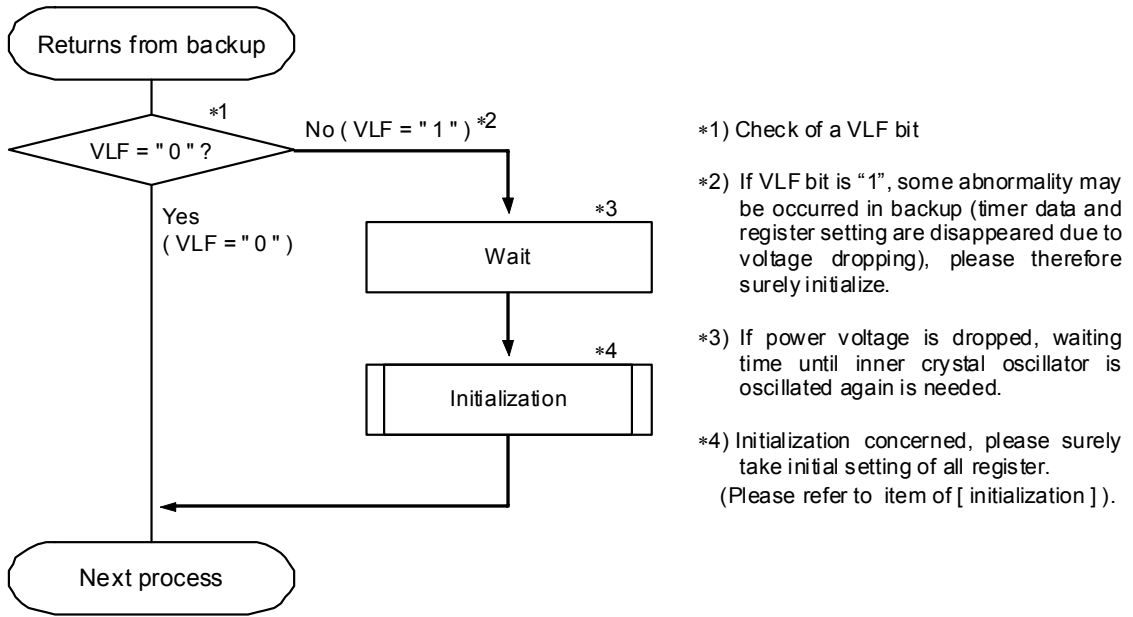 Returns from backup
*1
VLF = " 0 " ?
No ( VLF = " 1 " ) *2
Yes
( VLF = " 0 " )
*3
Wait
*4
Initialization
Next process
*1) Check of a VLF bit
*2) If VLF bit is “1”, some abnormality may
be occurred in backup (timer data and
register setting are disappeared due to
voltage dropping), please therefore
surely initialize.
*3) If power voltage is dropped, waiting
time until inner crystal oscillator is
oscillated again is needed.
*4) Initialization concerned, please surely
take initial setting of all register.
(Please refer to item of [ initialization ] ).